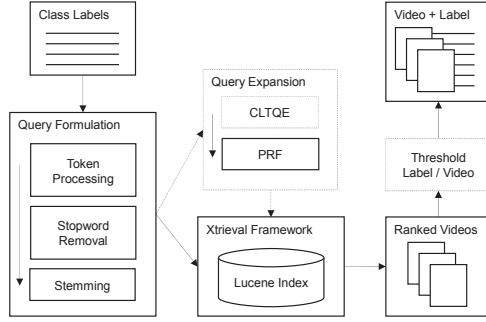 Class Labels
Query Formulation
Token
Processing
Stopword
Removal
Stemming
Query Expansion
CLTQE
PRF
Xtrieval Framework
Lucene Index
Video + Label
Threshold
Label / Video
Ranked Videos